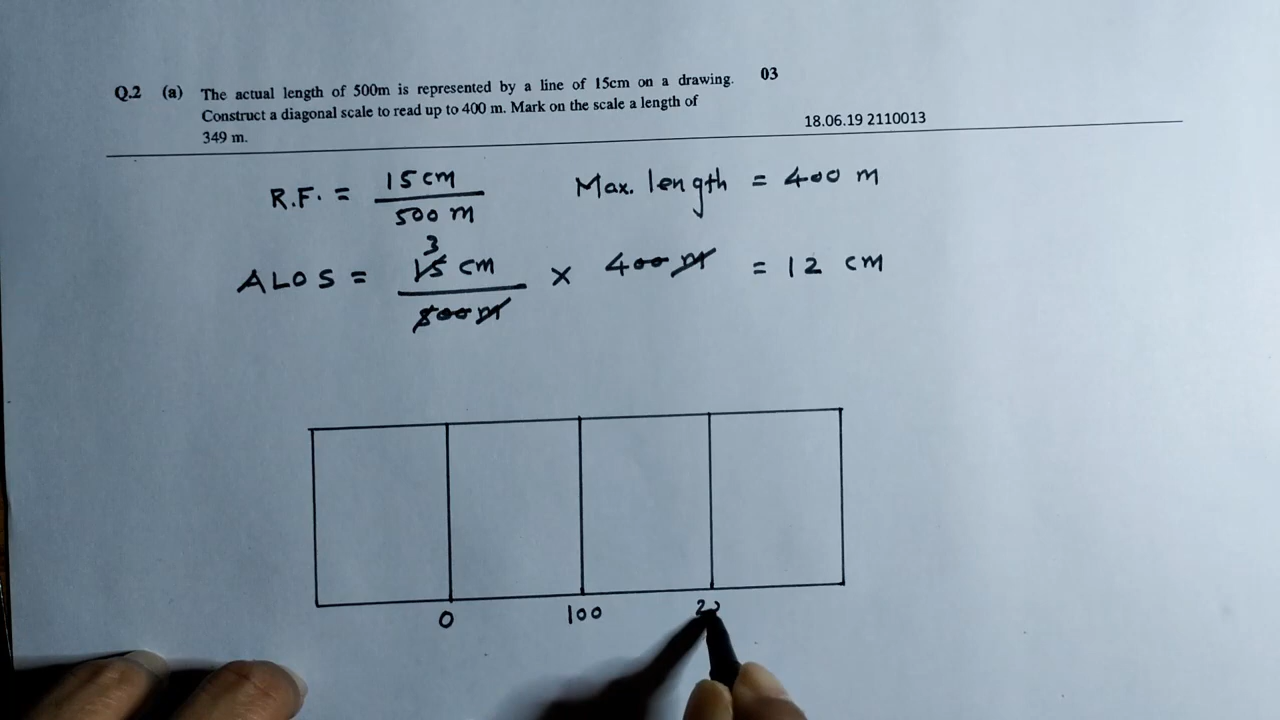 Q.2 (a) The actual length of 500m is represented by a line of 15cm on a drawing. 03
Construct a diagonal scale to read up to 400 m. Mark on the scale a length of
349 m.
18.06.19 2110013
R.F. = 15 cm / 500 m
Max. length = 400 m
3
ALOS = 15 cm / 500 m × 400 m = 12 cm
0 100